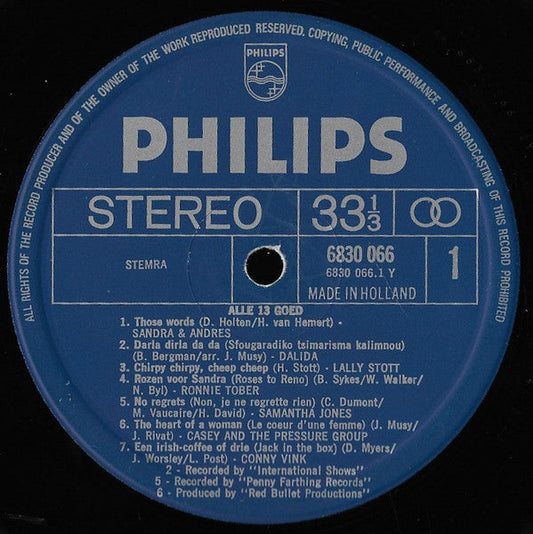 ALL RIGHTS OF THE RECORD PRODUCER AND OF THE OWNER OF THE WORK REPRODUCED RESERVED. COPYING, PUBLIC PERFORMANCE AND BROADCASTING OF THIS RECORD PROHIBITED
PHILIPS
PHILIPS
STEREO 33 1/3
STEMRA 6830 066 1
6830 066.1 Y
MADE IN HOLLAND
ALLE 13 GOED
1. Those words (D. Holten/H. van Hemert) -
SANDRA & ANDRES
2. Darla dirla da da (Sfougaradiko tsimarisma kalimnou)
(B. Bergman/arr. J. Musy) - DALIDA
3. Chirpy chirpy, cheep cheep (H. Stott) - LALLY STOTT
4. Rozen voor Sandra (Roses to Reno) (B. Sykes/W. Walker/
N. Byl) - RONNIE TOBER
5. No regrets (Non, je ne regrette rien) (C. Dumont/
M. Vaucaire/H. David) - SAMANTHA JONES
6. The heart of a woman (Le coeur d'une femme) (J. Musy/
J. Rivat) - CASEY AND THE PRESSURE GROUP
7. Een irish-coffee of drie (Jack in the box) (D. Myers/
J. Worsley/L. Post) - CONNY VINK
2 - Recorded by "International Shows"
5 - Recorded by "Penny Farthing Records"
6 - Produced by "Red Bullet Productions"